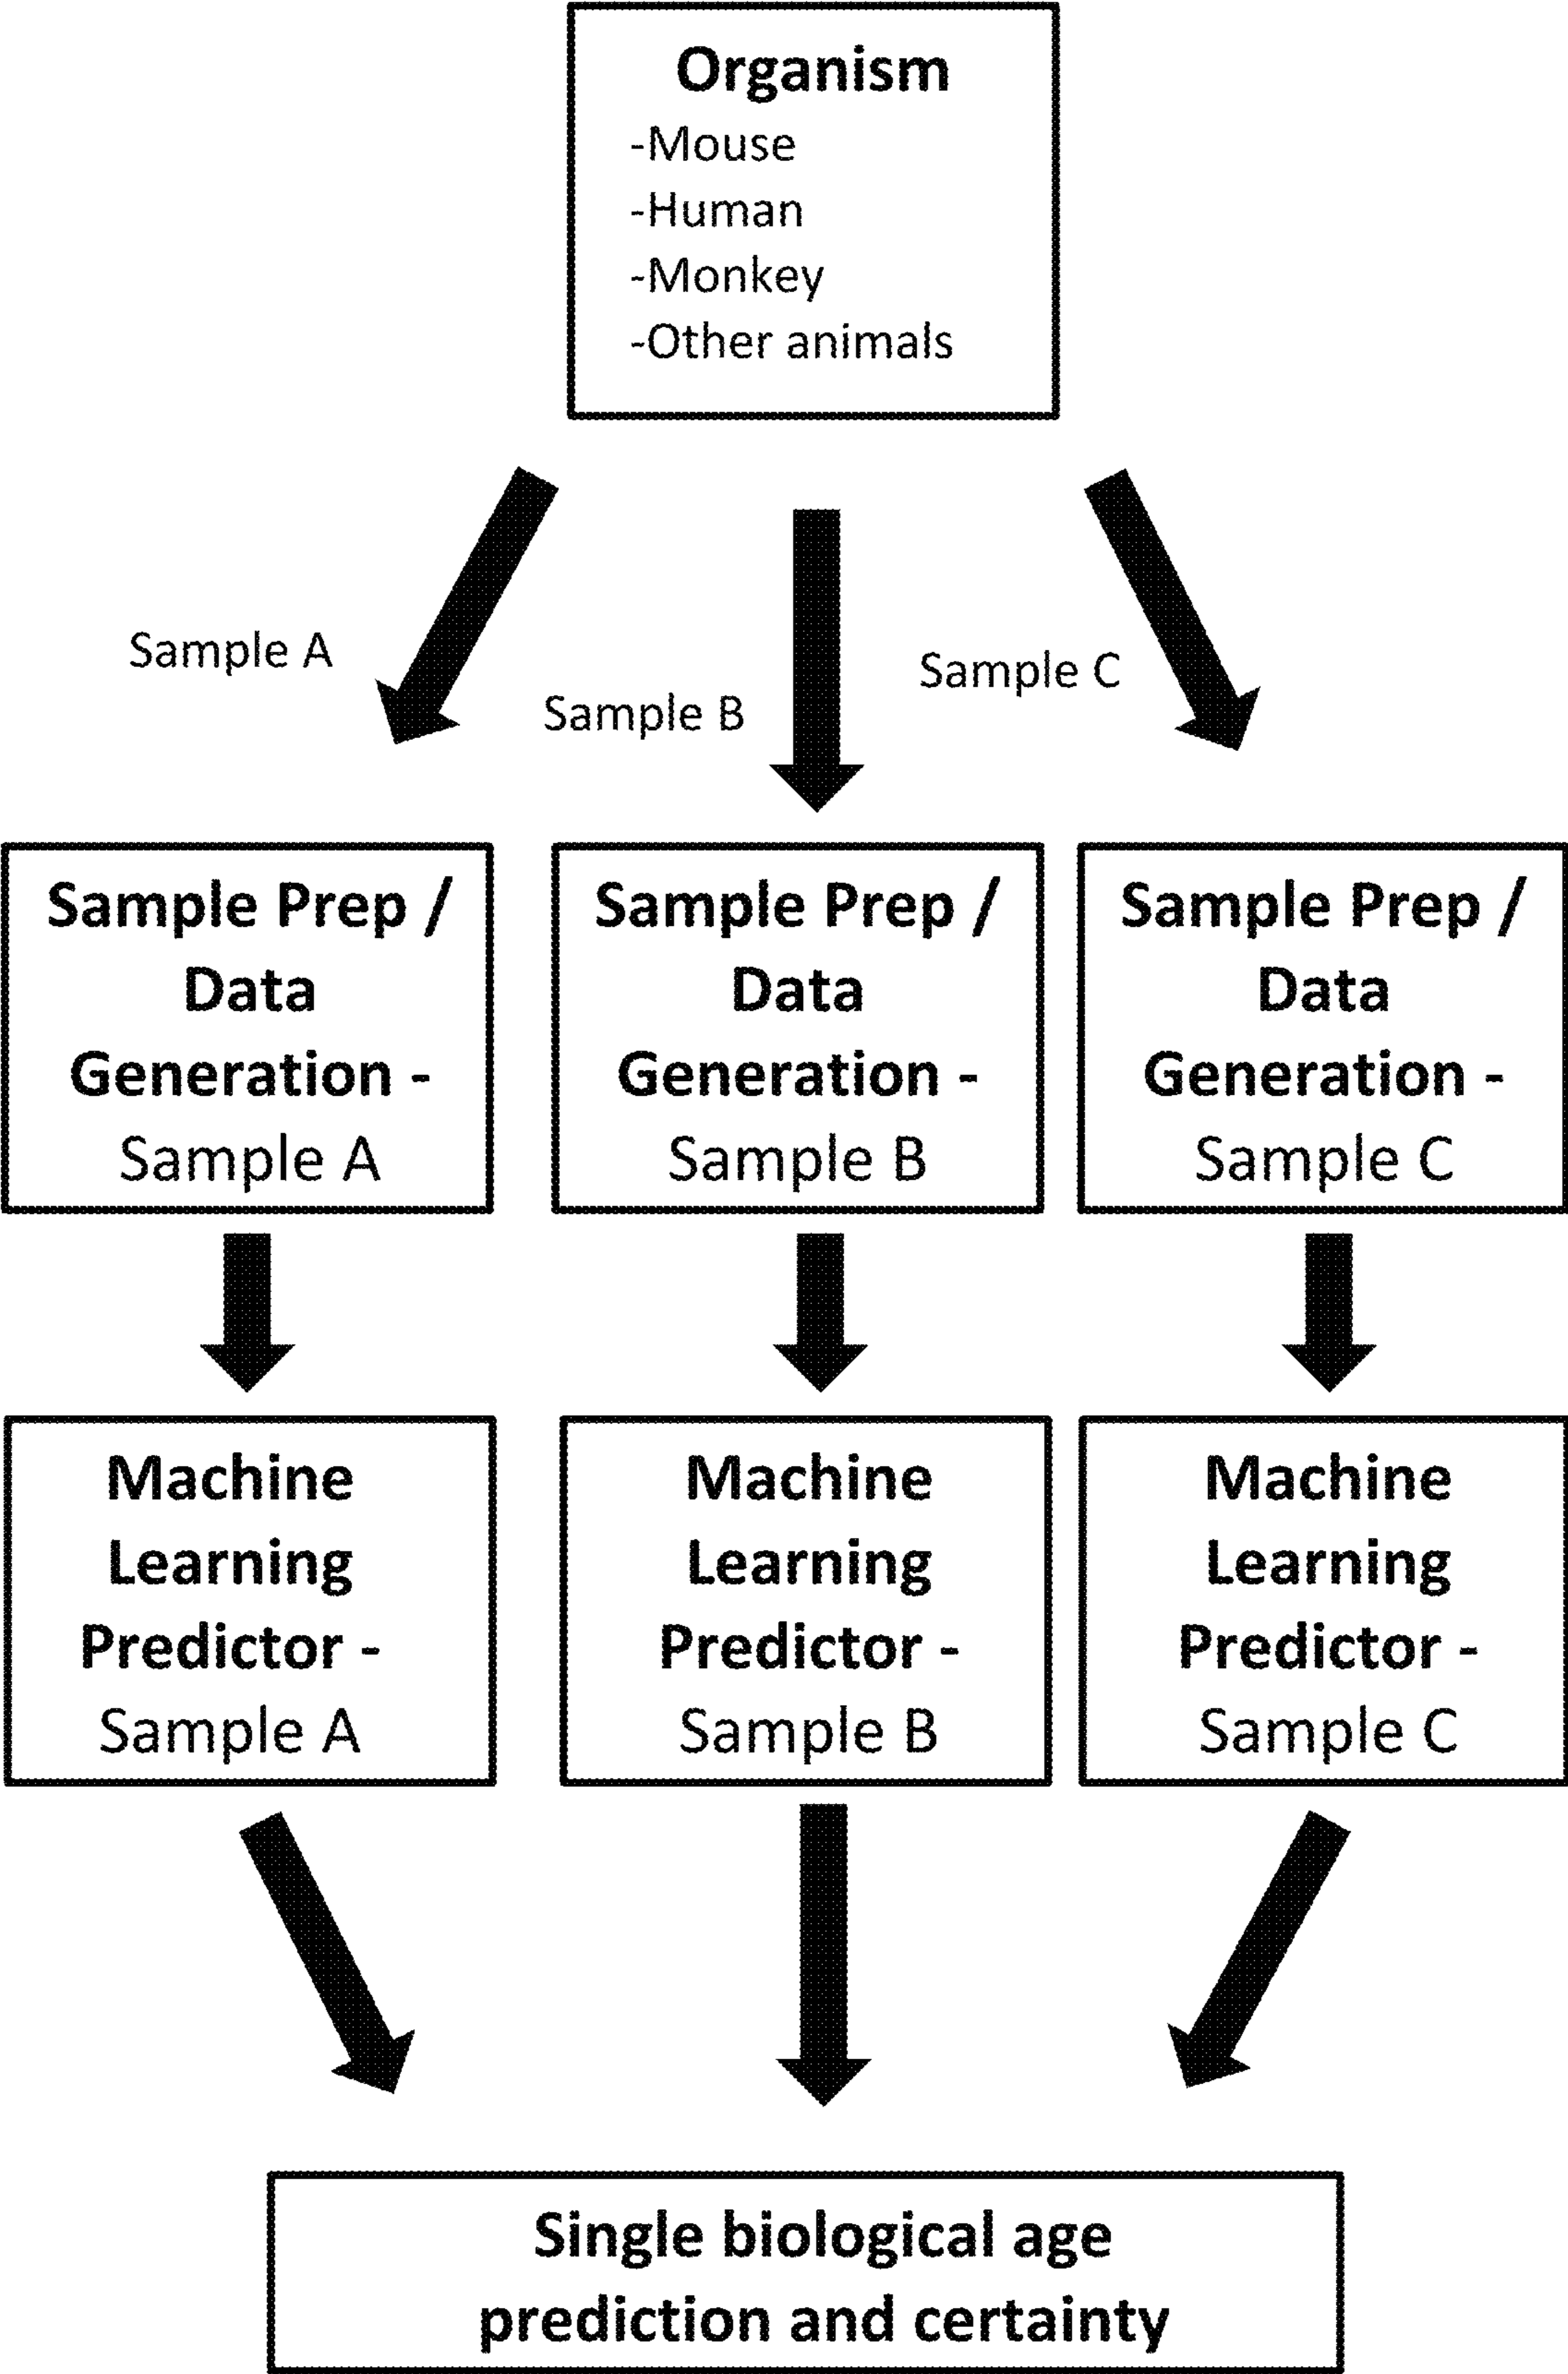 Organism
-Mouse
-Human
-Monkey
-Other animals
Sample A
Sample B
Sample C
Sample Prep /
Data
Generation -
Sample A
Sample Prep /
Data
Generation -
Sample B
Sample Prep /
Data
Generation -
Sample C
Machine
Learning
Predictor -
Sample A
Machine
Learning
Predictor -
Sample B
Machine
Learning
Predictor -
Sample C
Single biological age
prediction and certainty